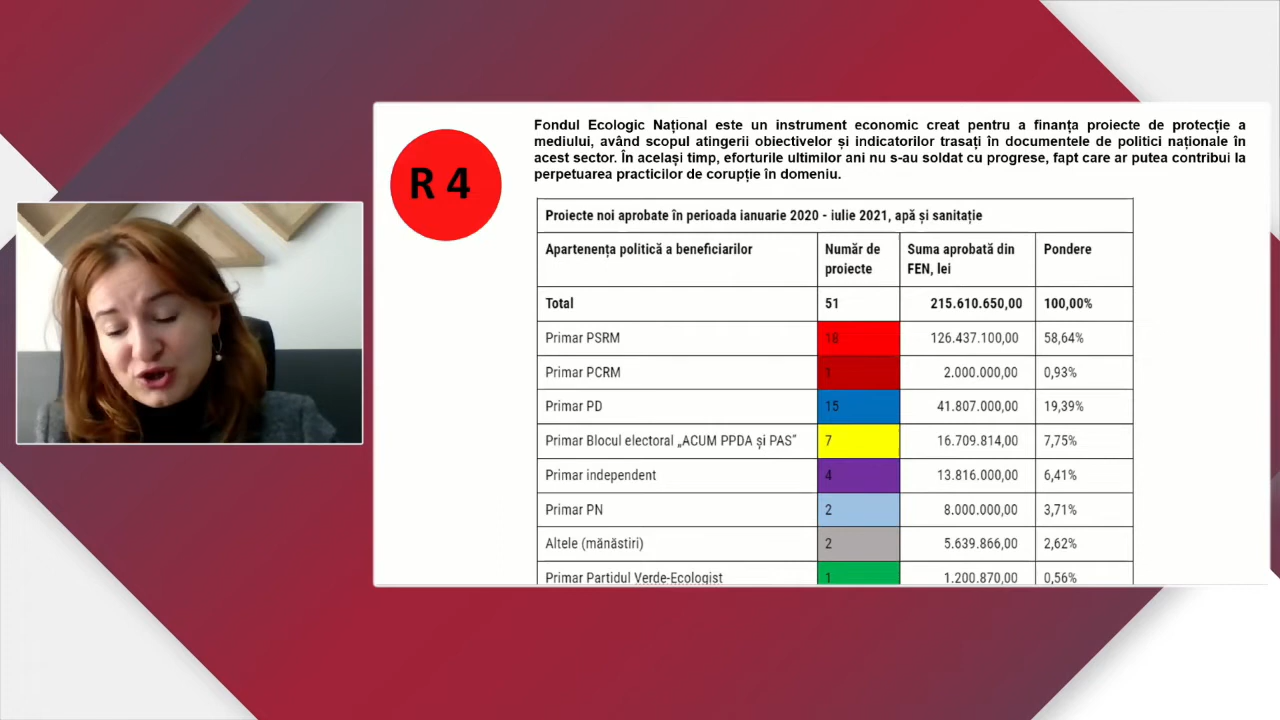 R 4
Fondul Ecologic Național este un instrument economic creat pentru a finanța proiecte de protecție a
mediului, având scopul atingerii obiectivelor și indicatorilor trasați în documentele de politici naționale în
acest sector. În același timp, eforturile ultimilor ani nu s-au soldat cu progrese, fapt care ar putea contribui la
perpetuarea practicilor de corupție în domeniu.
Proiecte noi aprobate în perioada ianuarie 2020 - iulie 2021, apă și sanitație
Apartenența politică a beneficiarilor Număr de proiecte Suma aprobată din FEN, lei Pondere
Total 51 215.610.650,00 100,00%
Primar PSRM 18 126.437.100,00 58,64%
Primar PCRM 1 2.000.000,00 0,93%
Primar PD 15 41.807.000,00 19,39%
Primar Blocul electoral „ACUM PPDA și PAS” 7 16.709.814,00 7,75%
Primar independent 4 13.816.000,00 6,41%
Primar PN 2 8.000.000,00 3,71%
Altele (mănăstiri) 2 5.639.866,00 2,62%
Primar Partidul Verde-Ecologist 1 1.200.870,00 0,56%